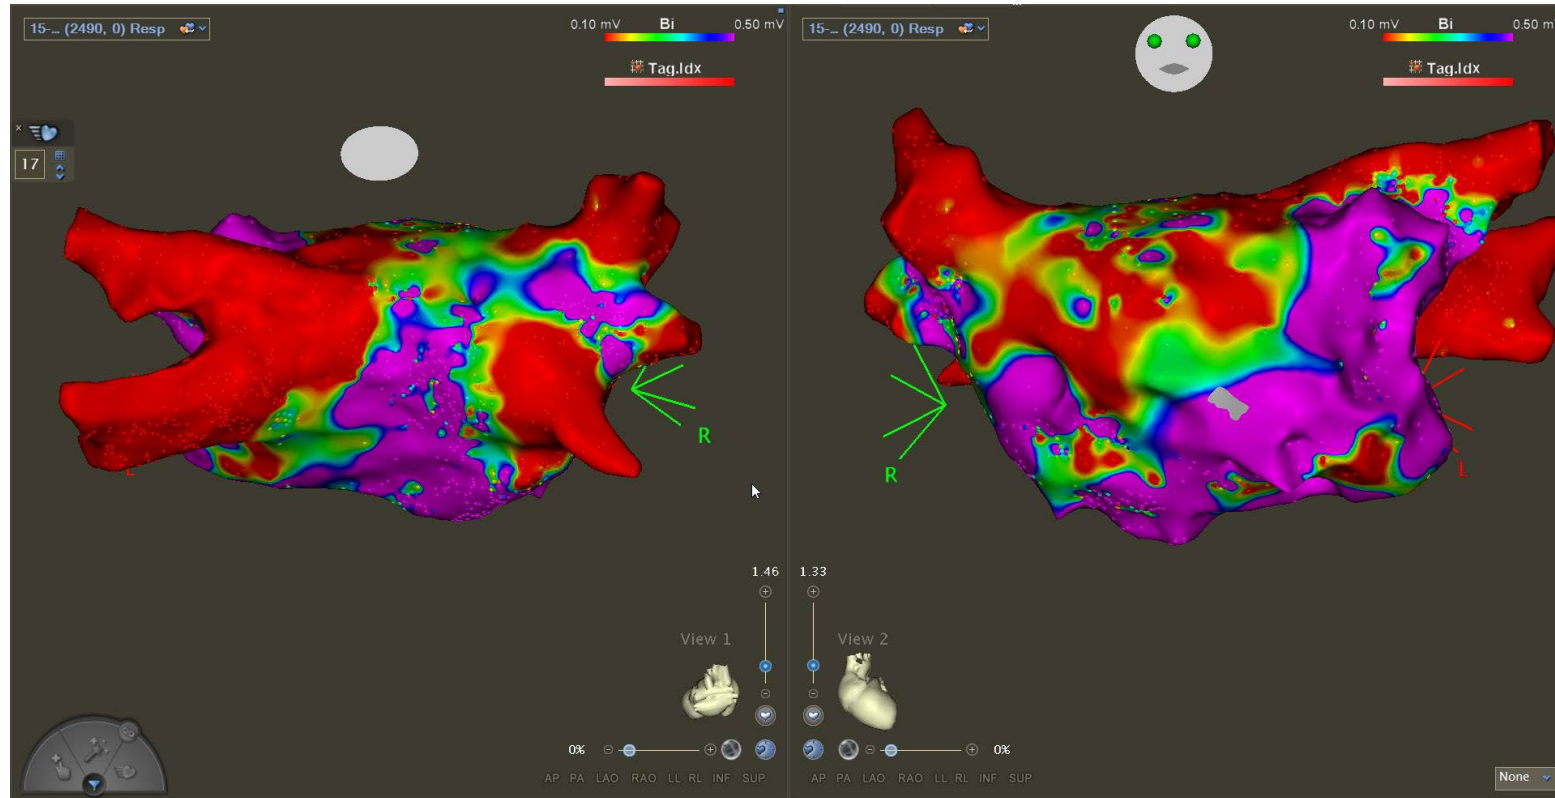 15-… (2490, 0) Resp
0.10 mV Bi 0.50 mV
Tag.Idx
17
R
L
1.46
View 1
0%
AP PA LAO RAO LL RL INF SUP
15-… (2490, 0) Resp
0.10 mV Bi 0.50 m
Tag.Idx
R
L
1.33
View 2
0%
AP PA LAO RAO LL RL INF SUP
None